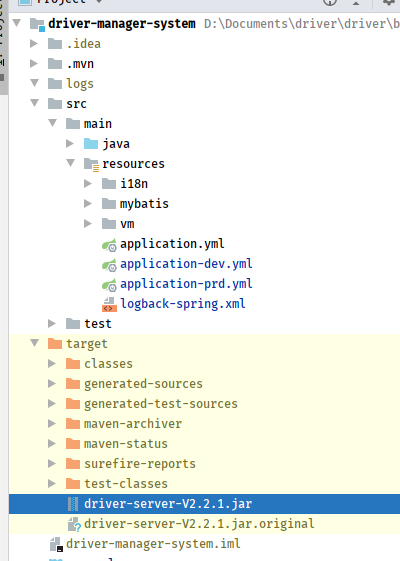 driver-manager-system D:\Documents\driver\driver\b
.idea
.mvn
logs
src
main
java
resources
i18n
mybatis
vm
application.yml
application-dev.yml
application-prd.yml
logback-spring.xml
test
target
classes
generated-sources
generated-test-sources
maven-archiver
maven-status
surefire-reports
test-classes
driver-server-V2.2.1.jar
driver-server-V2.2.1.jar.original
driver-manager-system.iml